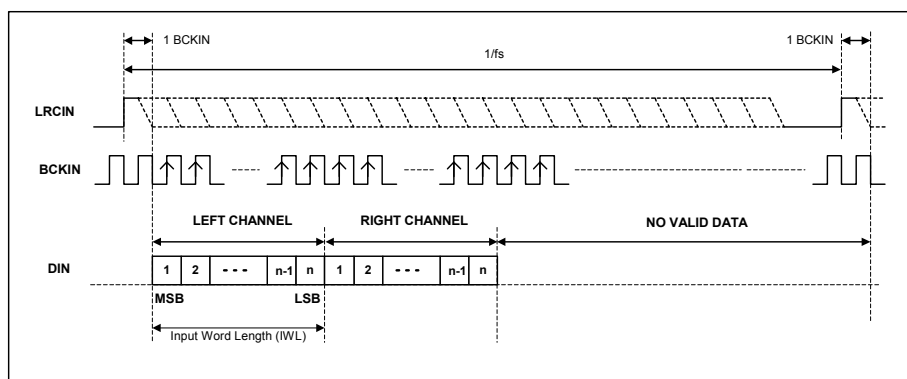 1 BCKIN
1 BCKIN
1/fs
LRCIN
BCKIN
LEFT CHANNEL
RIGHT CHANNEL
NO VALID DATA
DIN
1 2 - - - n-1 n 1 2 - - - n-1 n
MSB
LSB
Input Word Length (IWL)